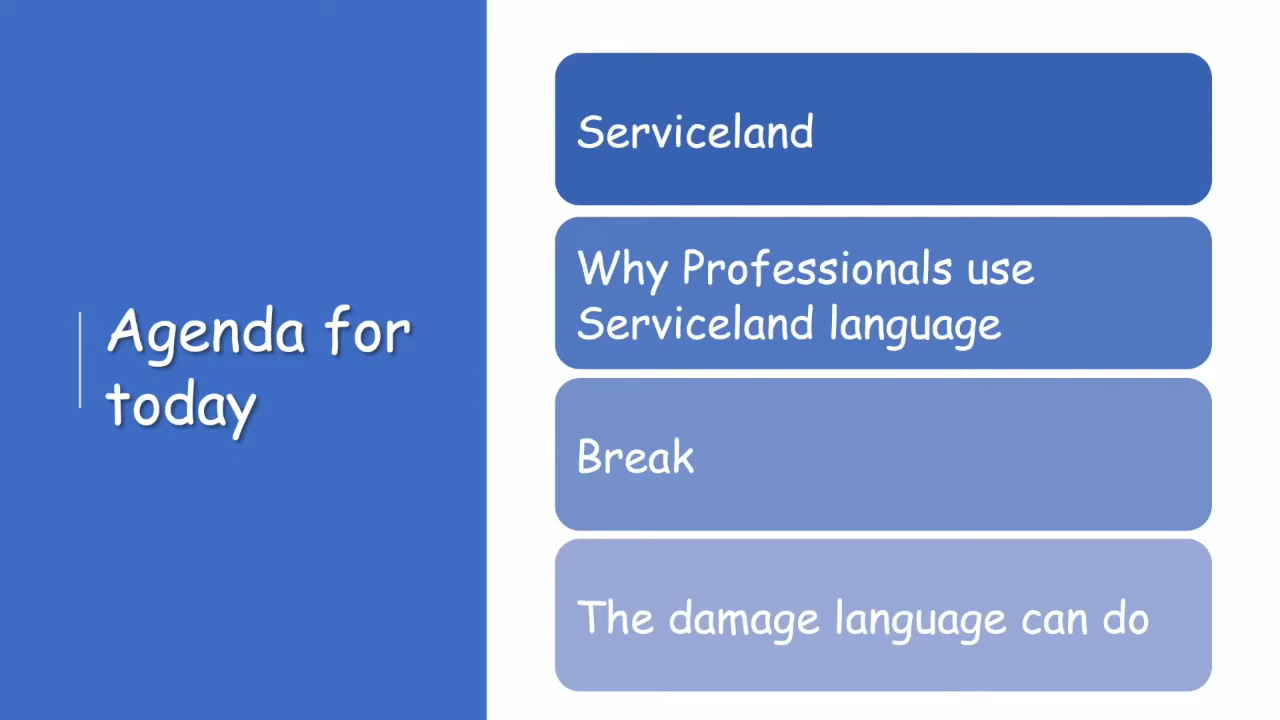 Agenda for
today
Serviceland
Why Professionals use
Serviceland language
Break
The damage language can do